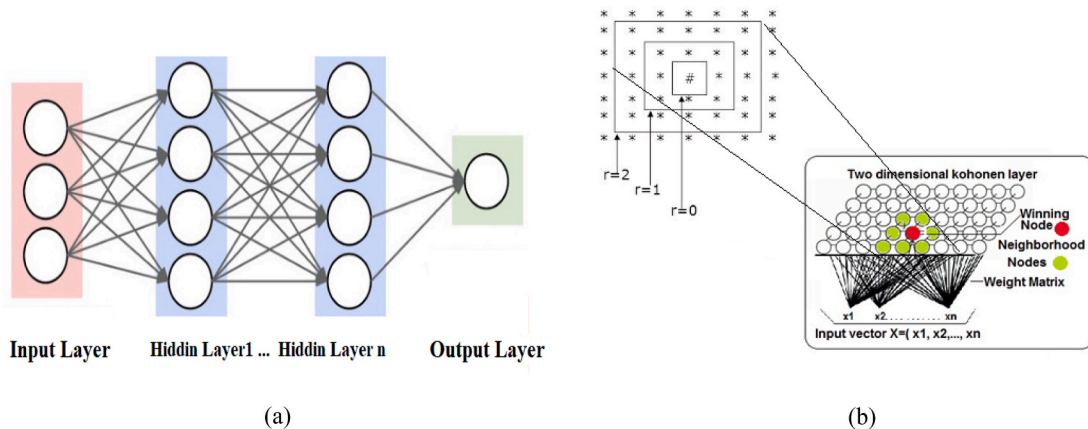 Input Layer
Hiddin Layer1 ...
Hiddin Layer n
Output Layer
(a)
* * * * * * *
* * * * * * *
* * * * * * *
* * # * * *
* * * * * * *
* * * * * * *
* * * * * * *
r=2
r=1
r=0
Two dimensional kohonen layer
Winning
Node
Neighborhood
Nodes
Weight Matrix
x1 x2 xn
Input vector X=( x1, x2,..., xn
(b)